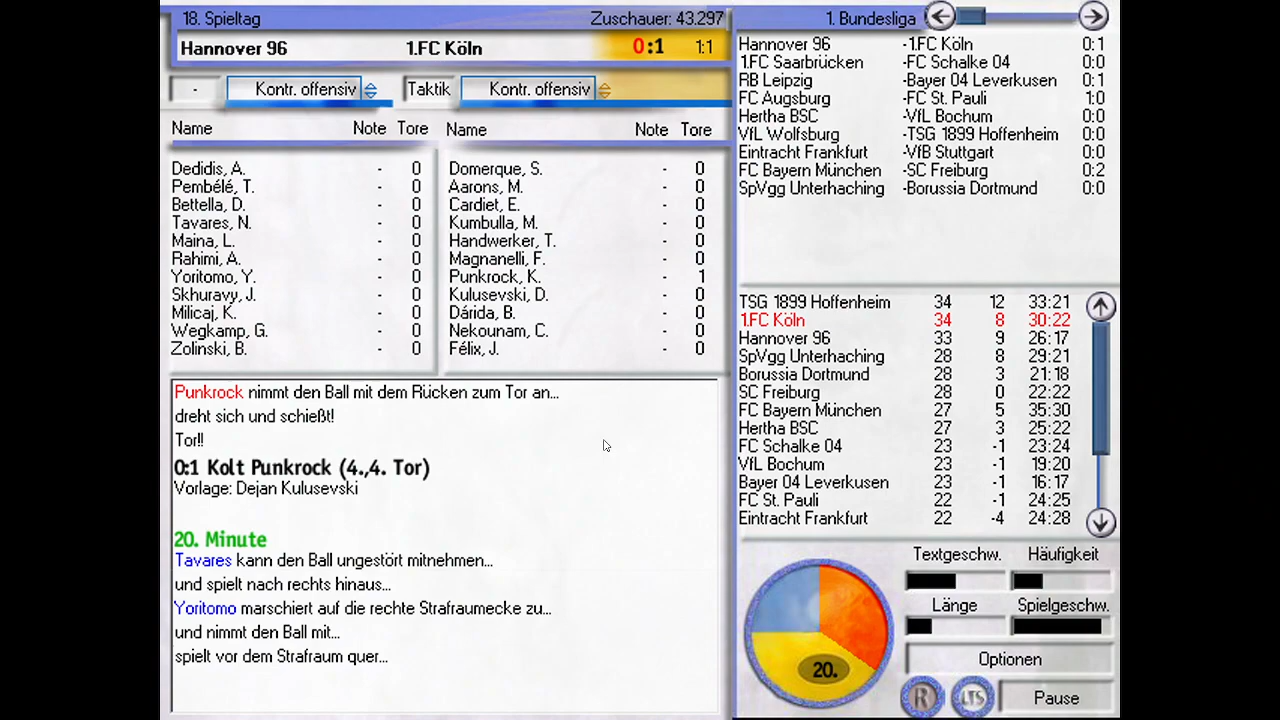 18. Spieltag Zuschauer: 43.297
Hannover 96 1.FC Köln 0:1 1:1
- Kontr. offensiv Taktik Kontr. offensiv
Name Note Tore Name Note Tore
Dedidis, A. - 0 Domerque, S. - 0
Pembélé, T. - 0 Aarons, M. - 0
Bettella, D. - 0 Cardiet, E. - 0
Tavares, N. - 0 Kumbulla, M. - 0
Maina, L. - 0 Handwerker, T. - 0
Rahimi, A. - 0 Magnanelli, F. - 0
Yoritomo, Y. - 0 Punkrock, K. - 1
Skhuravy, J. - 0 Kulusevski, D. - 0
Milicaj, K. - 0 Dárida, B. - 0
Wegkamp, G. - 0 Nekounam, C. - 0
Zolinski, B. - 0 Félix, J. - 0
Punkrock nimmt den Ball mit dem Rücken zum Tor an...
dreht sich und schießt!
Tor!!
0:1 Kolt Punkrock (4.,4. Tor)
Vorlage: Dejan Kulusevski
20. Minute
Tavares kann den Ball ungestört mitnehmen...
und spielt nach rechts hinaus...
Yoritomo marschiert auf die rechte Strafraumecke zu...
und nimmt den Ball mit...
spielt vor dem Strafraum quer...
1. Bundesliga
Hannover 96 -1.FC Köln 0:1
1.FC Saarbrücken -FC Schalke 04 0:0
RB Leipzig -Bayer 04 Leverkusen 0:1
FC Augsburg -FC St. Pauli 1:0
Hertha BSC -VfL Bochum 0:0
VfL Wolfsburg -TSG 1899 Hoffenheim 0:0
Eintracht Frankfurt -VfB Stuttgart 0:0
FC Bayern München -SC Freiburg 0:2
SpVgg Unterhaching -Borussia Dortmund 0:0
TSG 1899 Hoffenheim 34 12 33:21
1.FC Köln 34 8 30:22
Hannover 96 33 9 26:17
SpVgg Unterhaching 28 8 29:21
Borussia Dortmund 28 3 21:18
SC Freiburg 28 0 22:22
FC Bayern München 27 5 35:30
Hertha BSC 27 3 25:22
FC Schalke 04 23 -1 23:24
VfL Bochum 23 -1 19:20
Bayer 04 Leverkusen 23 -1 16:17
FC St. Pauli 22 -1 24:25
Eintracht Frankfurt 22 -4 24:28
Textgeschw. Häufigkeit
Länge Spielgeschw.
20.
Optionen
R LTS Pause